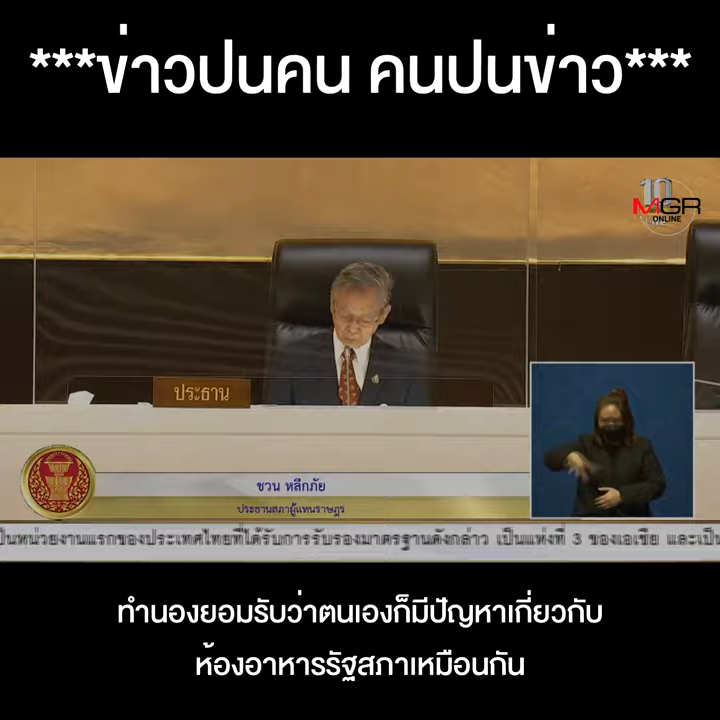 ***ข่าวปนคน คนปนข่าว***
10
MGR
ONLINE
ประธาน
ชวน หลีกภัย
ประธานสภาผู้แทนราษฎร
ป็นหน่วยงานแรกของประเทศไทยที่ได้รับการรับรองมาตรฐานดังกล่าว เป็นแห่งที่ 3 ของเอเชีย และเป็น
ทำนองยอมรับว่าตนเองก็มีปัญหาเกี่ยวกับ
ห้องอาหารรัฐสภาเหมือนกัน